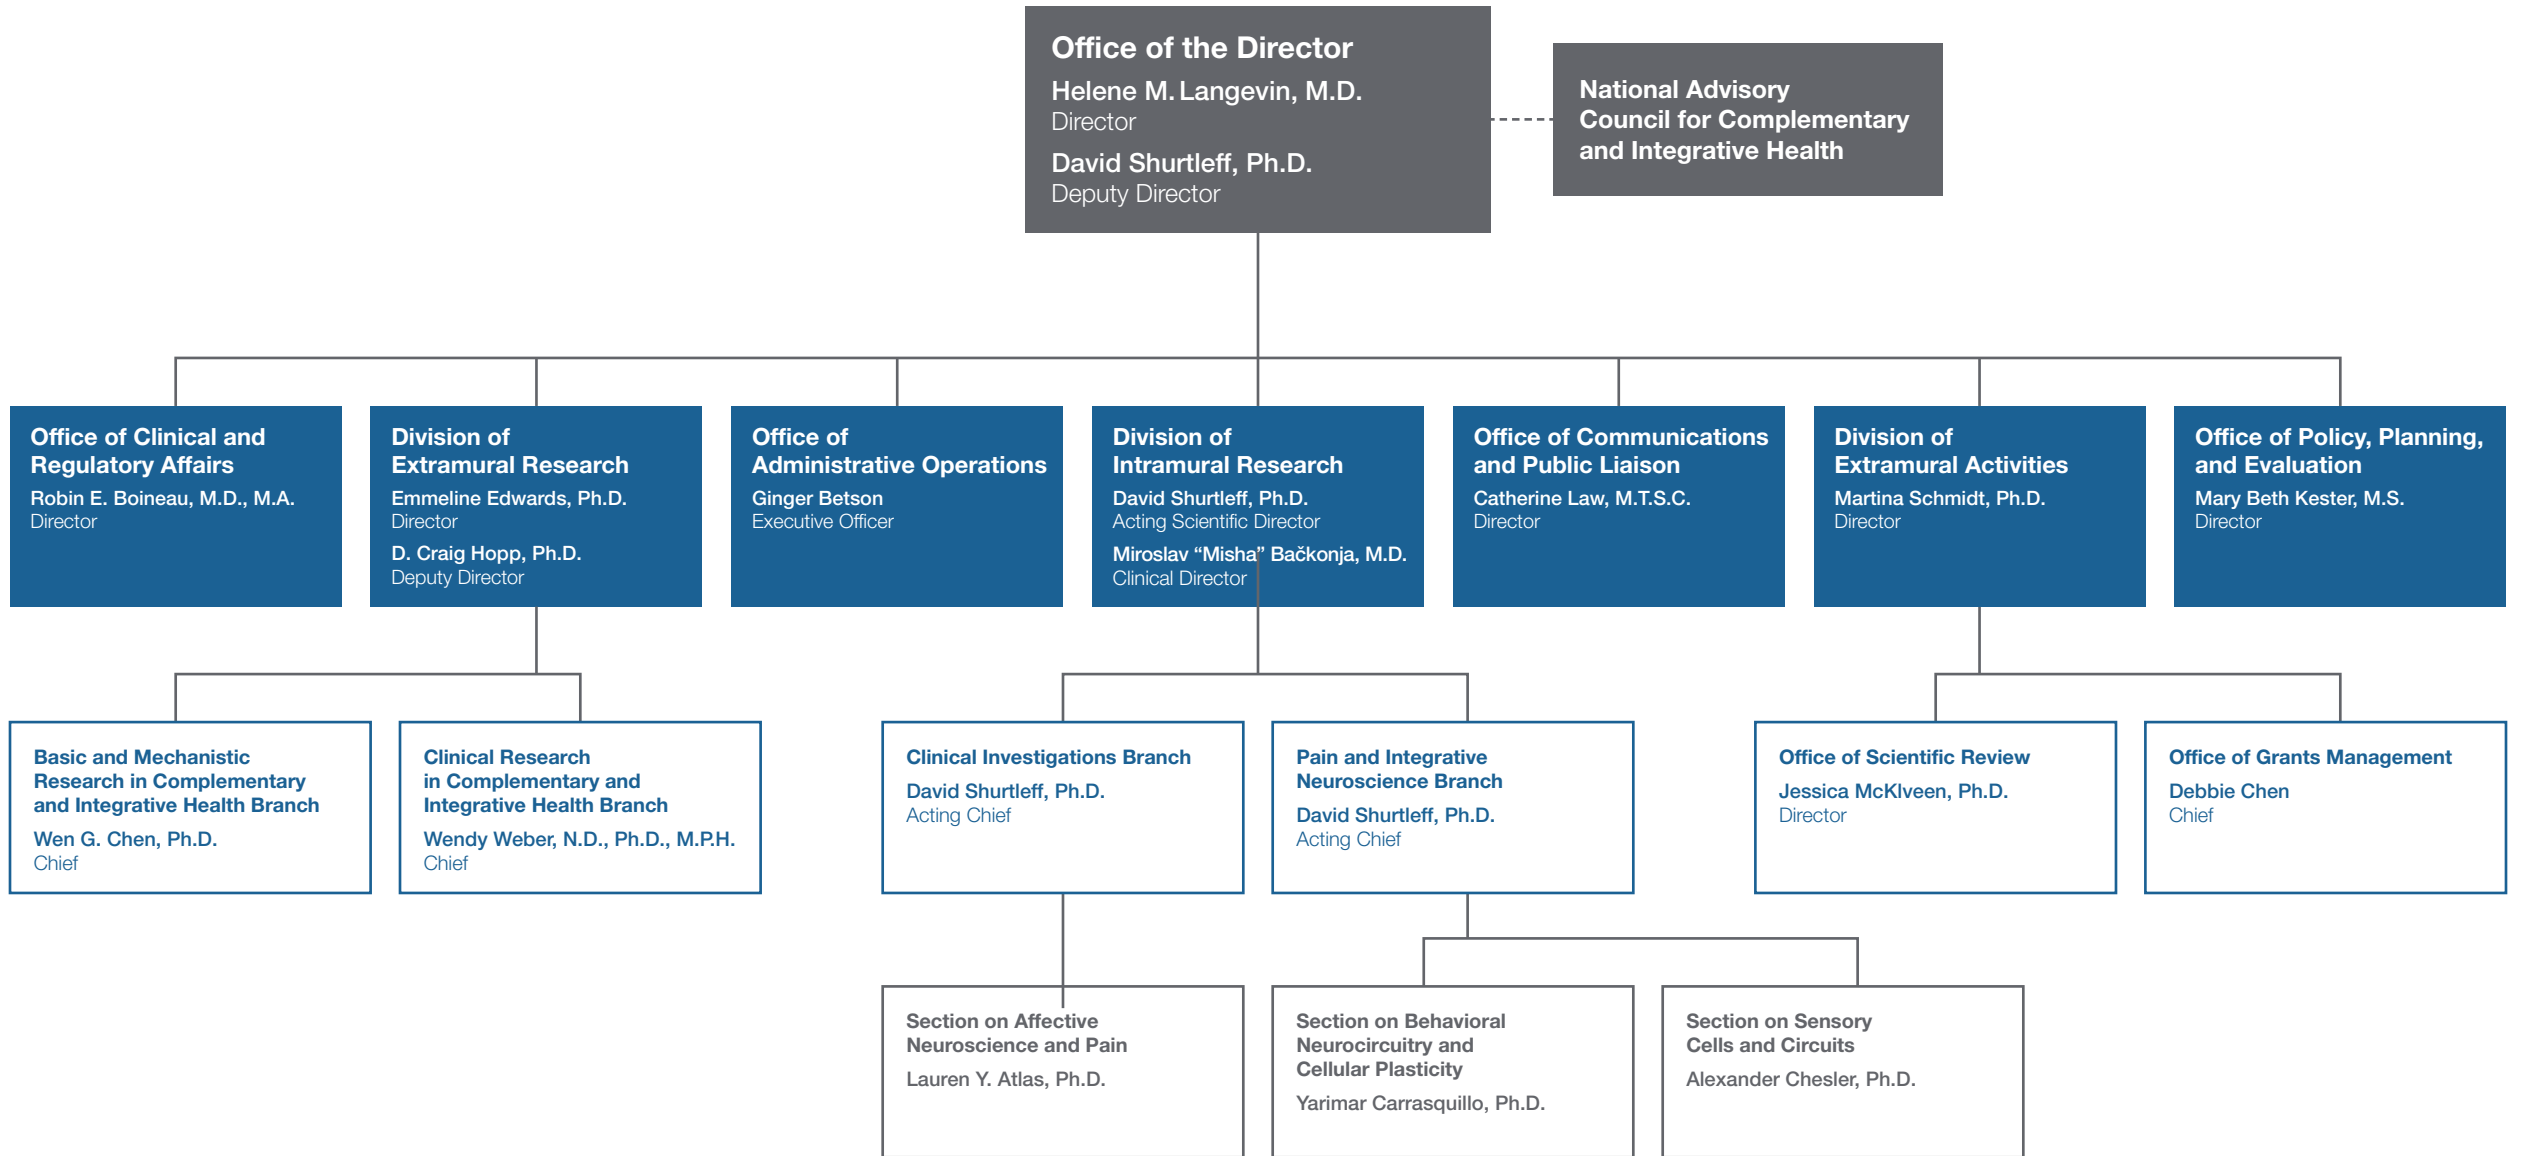 Office of the Director
Helene M. Langevin, M.D.
Director
David Shurtleff, Ph.D.
Deputy Director
National Advisory
Council for Complementary
and Integrative Health
Office of Clinical and
Regulatory Affairs
Robin E. Boineau, M.D., M.A.
Director
Division of
Extramural Research
Emmeline Edwards, Ph.D.
Director
D. Craig Hopp, Ph.D.
Deputy Director
Office of
Administrative Operations
Ginger Betson
Executive Officer
Division of
Intramural Research
David Shurtleff, Ph.D.
Acting Scientific Director
Miroslav “Misha” Bačkonja, M.D.
Clinical Director
Office of Communications
and Public Liaison
Catherine Law, M.T.S.C.
Director
Division of
Extramural Activities
Martina Schmidt, Ph.D.
Director
Office of Policy, Planning,
and Evaluation
Mary Beth Kester, M.S.
Director
Basic and Mechanistic
Research in Complementary
and Integrative Health Branch
Wen G. Chen, Ph.D.
Chief
Clinical Research
in Complementary and
Integrative Health Branch
Wendy Weber, N.D., Ph.D., M.P.H.
Chief
Clinical Investigations Branch
David Shurtleff, Ph.D.
Acting Chief
Pain and Integrative
Neuroscience Branch
David Shurtleff, Ph.D.
Acting Chief
Office of Scientific Review
Jessica McKlveen, Ph.D.
Director
Office of Grants Management
Debbie Chen
Chief
Section on Affective
Neuroscience and Pain
Lauren Y. Atlas, Ph.D.
Section on Behavioral
Neurocircuitry and
Cellular Plasticity
Yarimar Carrasquillo, Ph.D.
Section on Sensory
Cells and Circuits
Alexander Chesler, Ph.D.